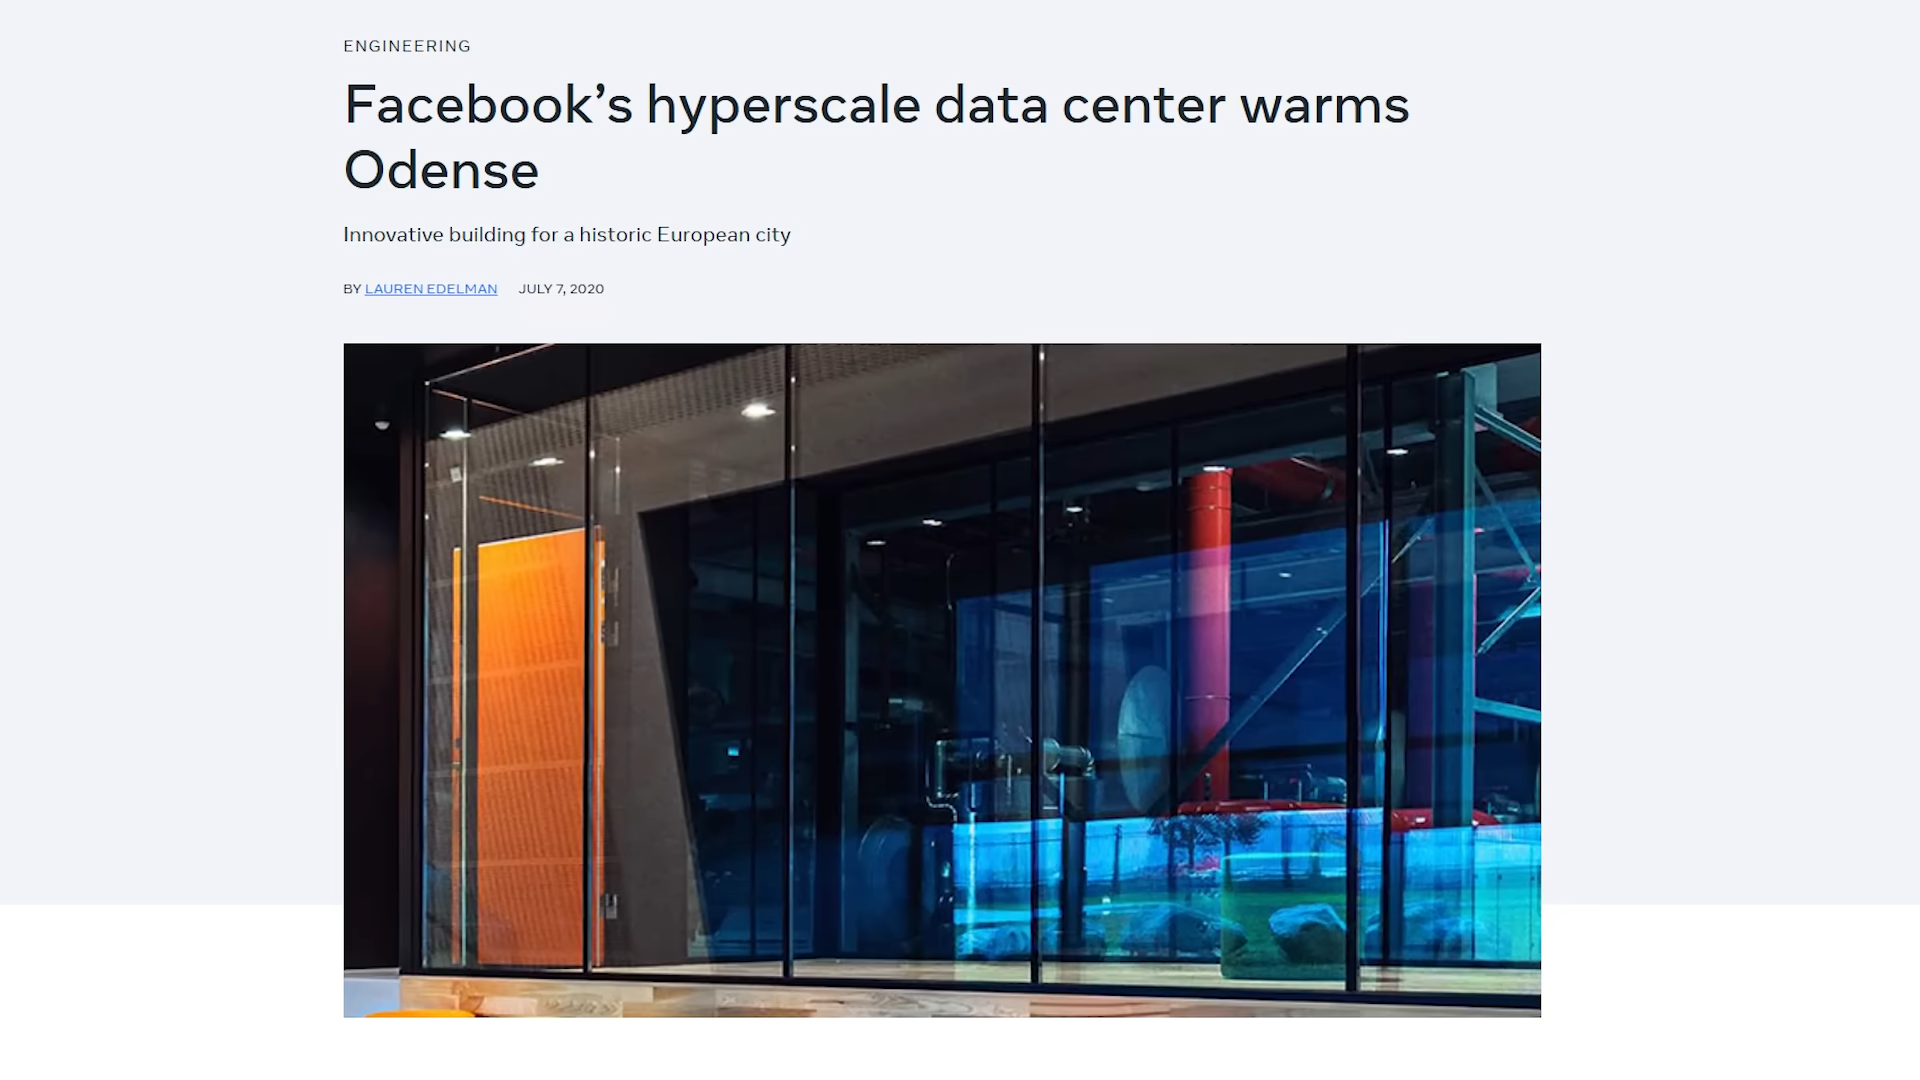 ENGINEERING
Facebook’s hyperscale data center warms
Odense
Innovative building for a historic European city
BY LAUREN EDELMAN JULY 7, 2020